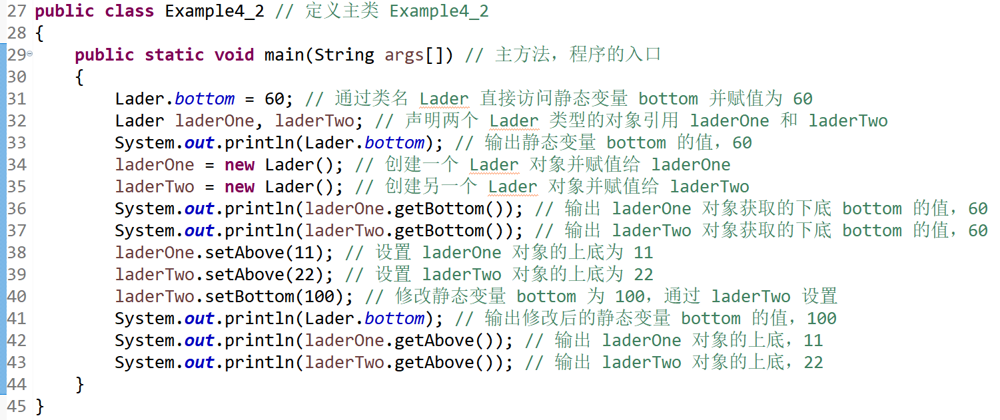 27 public class Example4_2 // 定义主类 Example4_2
28 {
29 public static void main(String args[]) // 主方法，程序的入口
30 {
31 Lader.bottom = 60; // 通过类名 Lader 直接访问静态变量 bottom 并赋值为 60
32 Lader laderOne, laderTwo; // 声明两个 Lader 类型的对象引用 laderOne 和 laderTwo
33 System.out.println(Lader.bottom); // 输出静态变量 bottom 的值，60
34 laderOne = new Lader(); // 创建一个 Lader 对象并赋值给 laderOne
35 laderTwo = new Lader(); // 创建另一个 Lader 对象并赋值给 laderTwo
36 System.out.println(laderOne.getBottom()); // 输出 laderOne 对象获取的下底 bottom 的值，60
37 System.out.println(laderTwo.getBottom()); // 输出 laderTwo 对象获取的下底 bottom 的值，60
38 laderOne.setAbove(11); // 设置 laderOne 对象的上底为 11
39 laderTwo.setAbove(22); // 设置 laderTwo 对象的上底为 22
40 laderTwo.setBottom(100); // 修改静态变量 bottom 为 100，通过 laderTwo 设置
41 System.out.println(Lader.bottom); // 输出修改后的静态变量 bottom 的值，100
42 System.out.println(laderOne.getAbove()); // 输出 laderOne 对象的上底，11
43 System.out.println(laderTwo.getAbove()); // 输出 laderTwo 对象的上底，22
44 }
45 }